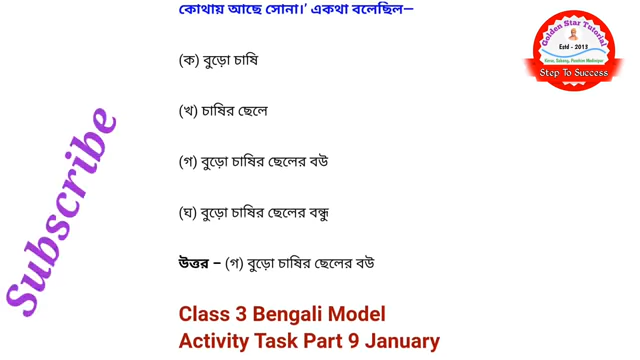 কোথায় আছে সোনা।’ একথা বলেছিল—
(ক) বুড়ো চাষি
(খ) চাষির ছেলে
(গ) বুড়ো চাষির ছেলের বউ
(ঘ) বুড়ো চাষির ছেলের বন্ধু
উত্তর – (গ) বুড়ো চাষির ছেলের বউ
Class 3 Bengali Model
Activity Task Part 9 January
Subscribe
Golden Star Tutorial
Estd - 2013
Step To Success